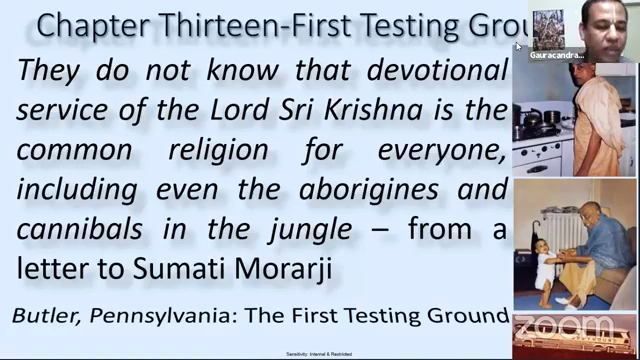 Chapter Thirteen-First Testing Grou
Gauracandra...
They do not know that devotional
service of the Lord Sri Krishna is the
common religion for everyone,
including even the aborigines and
cannibals in the jungle – from a
letter to Sumati Morarji
Butler, Pennsylvania: The First Testing Ground
zoom
Sensitivity: Internal & Restricted